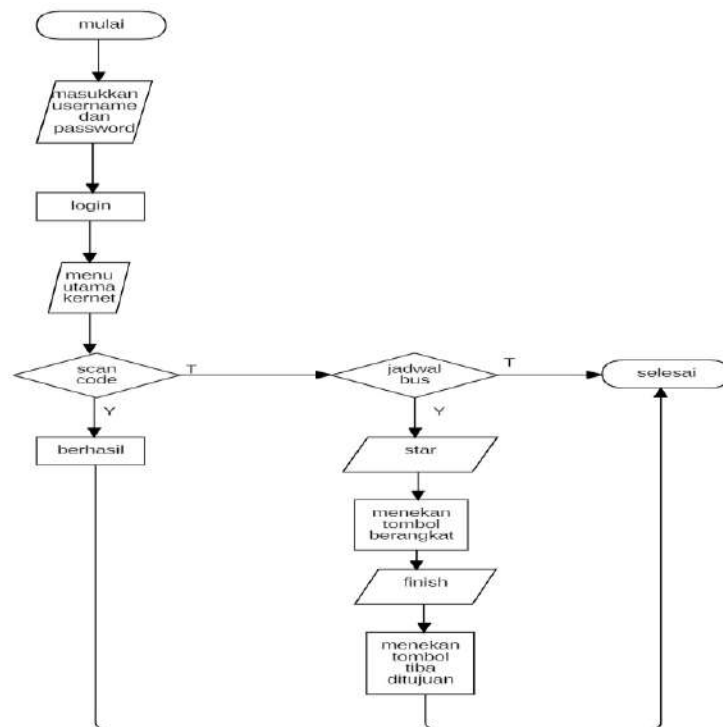 mulai
masukkan
username
dan
password
login
menu
utama
kernet
scan
code
T
Y
berhasil
jadwal
bus
T
Y
selesai
star
menekan
tombol
berangkat
finish
menekan
tombol
tiba
ditujuan